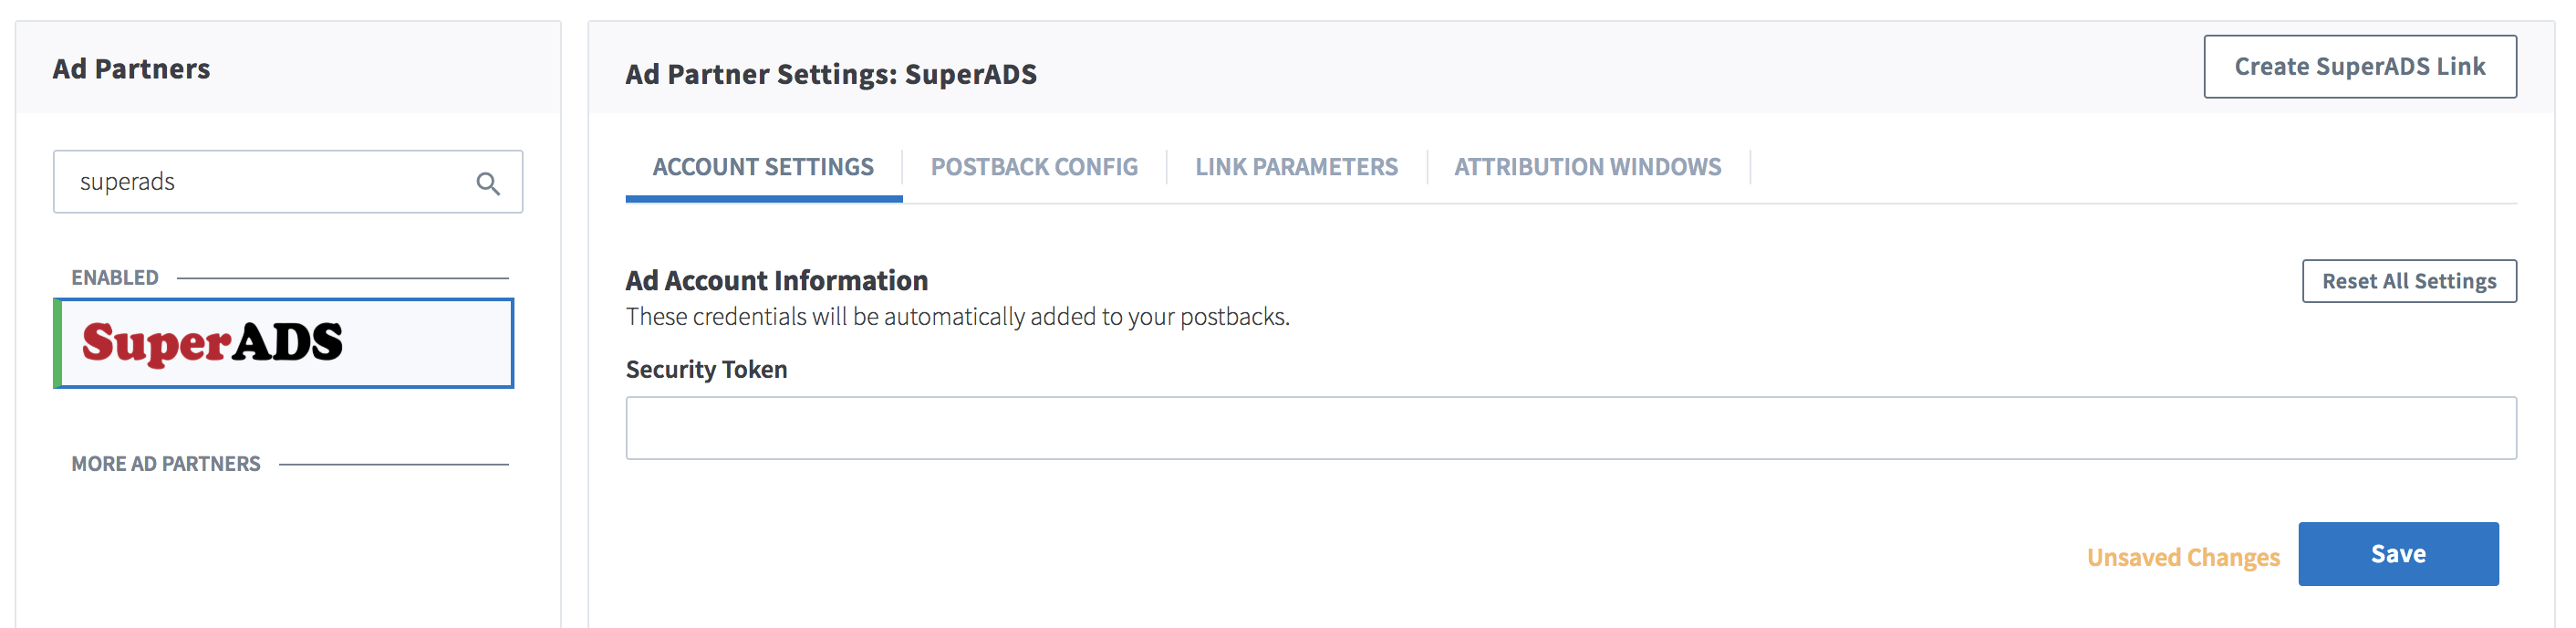 Ad Partners
superads
ENABLED
SuperADS
MORE AD PARTNERS
Ad Partner Settings: SuperADS
Create SuperADS Link
ACCOUNT SETTINGS
POSTBACK CONFIG
LINK PARAMETERS
ATTRIBUTION WINDOWS
Ad Account Information
Reset All Settings
These credentials will be automatically added to your postbacks.
Security Token
Unsaved Changes
Save